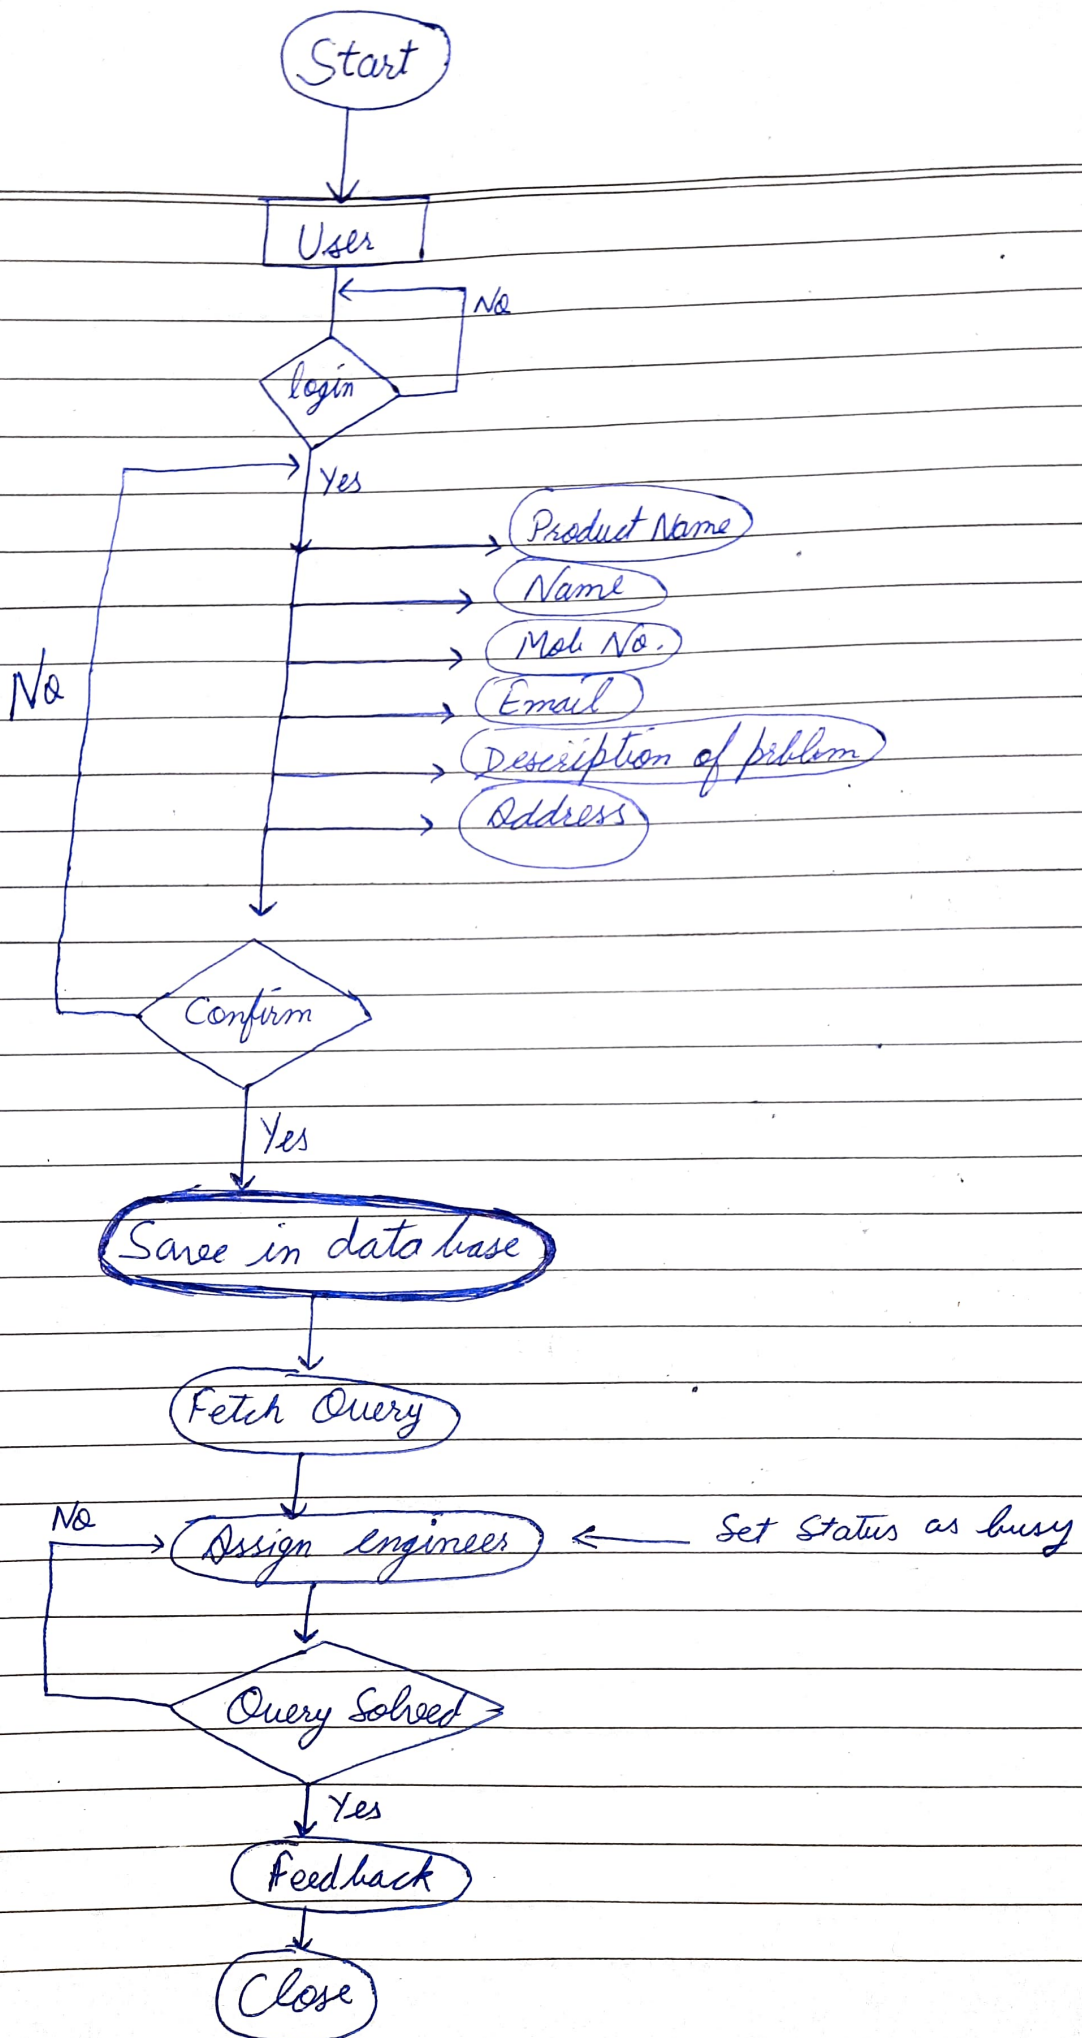 Start
User
No
login
Yes
Product Name
Name
Mob No.
Email
No
Description of prblem
Address
Confirm
Yes
Save in data base
Fetch Query
No
Assign engineer
Set Status as busy
Query Solved
Yes
Feedback
Close